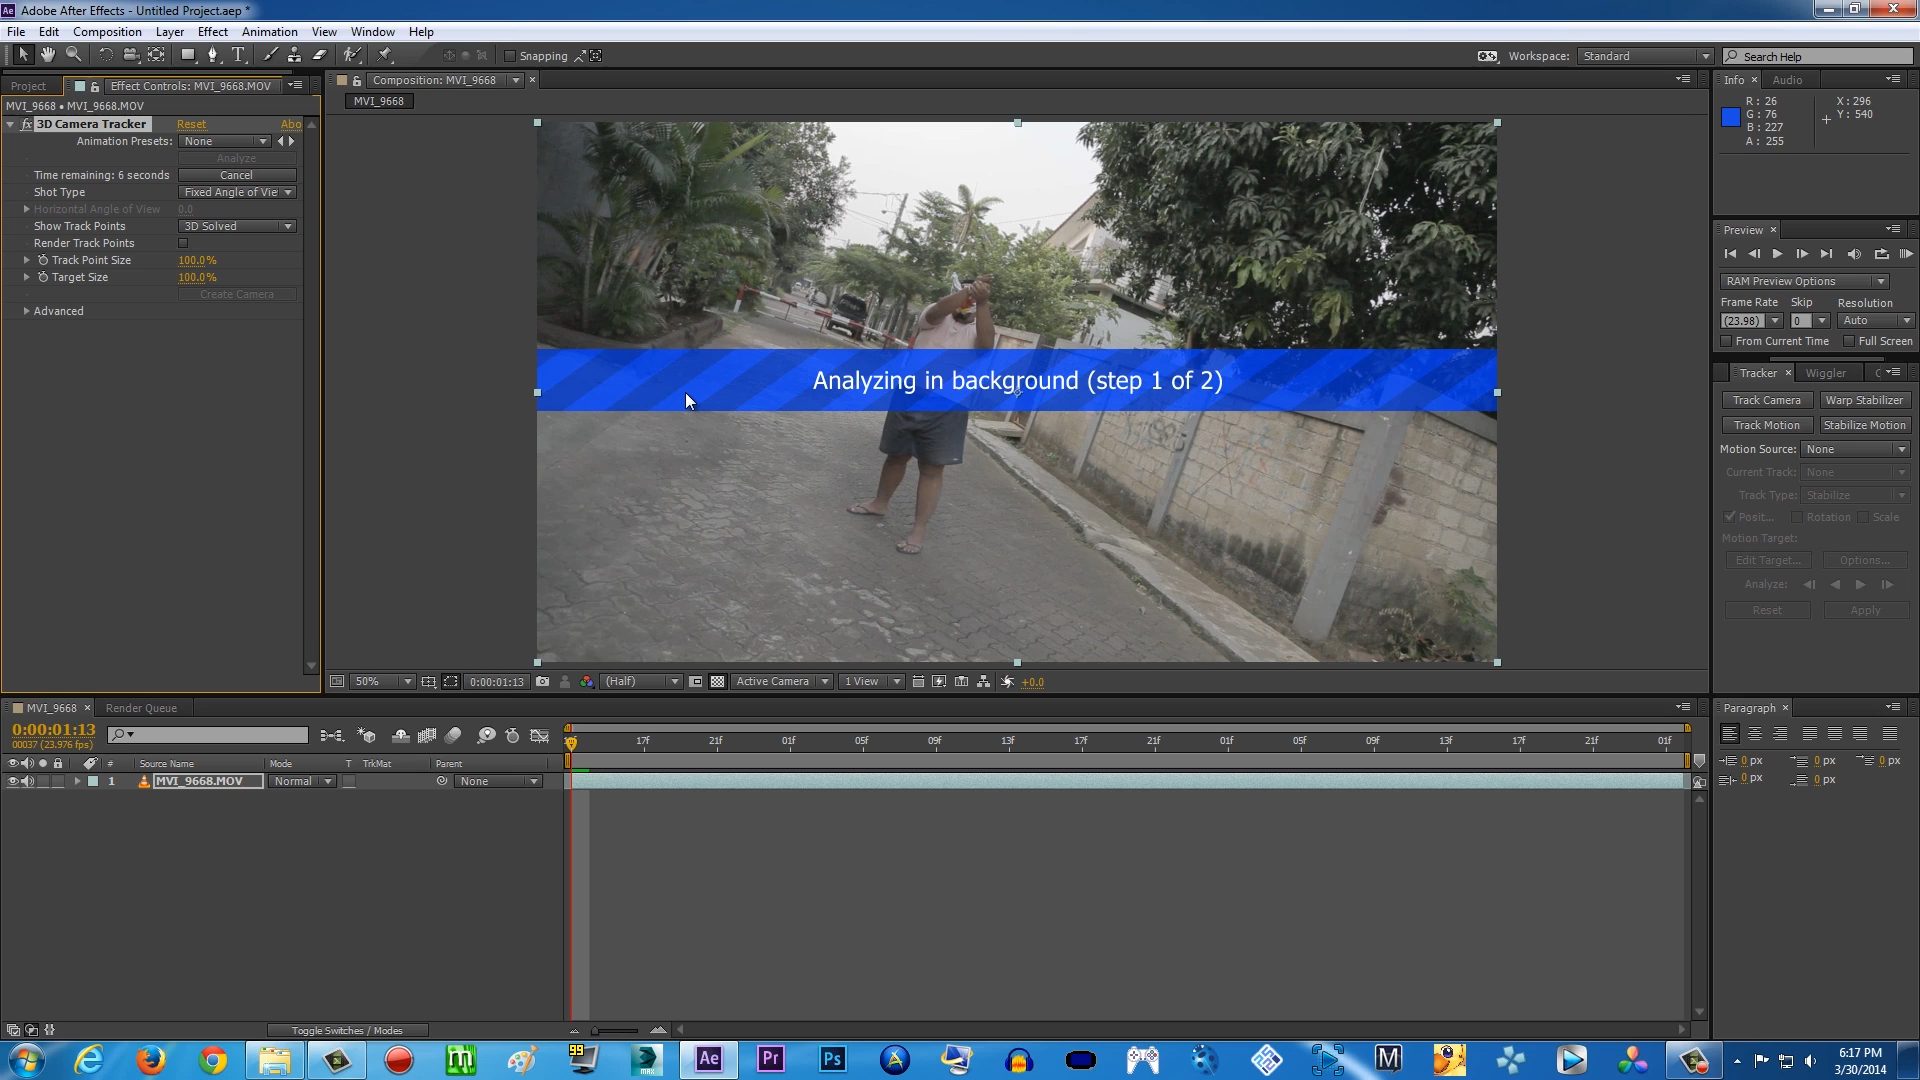 Adobe After Effects - Untitled Project.aep *
File Edit Composition Layer Effect Animation View Window Help
Snapping
Workspace: Standard
Search Help
Project
Effect Controls: MVI_9668.MOV
MVI_9668 • MVI_9668.MOV
fx 3D Camera Tracker Reset Abo
Animation Presets: None
Analyze
Time remaining: 6 seconds Cancel
Shot Type Fixed Angle of Vie
Horizontal Angle of View 0.0
Show Track Points 3D Solved
Render Track Points
Track Point Size 100.0%
Target Size 100.0%
Create Camera
Advanced
Composition: MVI_9668
MVI_9668
Analyzing in background (step 1 of 2)
50% 0:00:01:13 (Half) Active Camera 1 View +0.0
Info Audio
R: 26
G: 76
B: 227
A: 255
X: 296
Y: 540
Preview
RAM Preview Options
Frame Rate Skip Resolution
(23.98) 0 Auto
From Current Time Full Screen
Tracker Wiggler
Track Camera Warp Stabilizer
Track Motion Stabilize Motion
Motion Source: None
Current Track: None
Track Type: Stabilize
Posit... Rotation Scale
Motion Target:
Edit Target... Options...
Analyze:
Reset Apply
MVI_9668 Render Queue
0:00:01:13
00037 (23.976 fps)
17f 21f 01f 05f 09f 13f 17f 21f 01f 05f 09f 13f 17f 21f 01f
# Source Name Mode T TrkMat Parent
1 MVI_9668.MOV Normal None
Toggle Switches / Modes
Paragraph
0 px 0 px 0 px
0 px 0 px
99
MAX
Ae Pr Ps
6:17 PM
3/30/2014